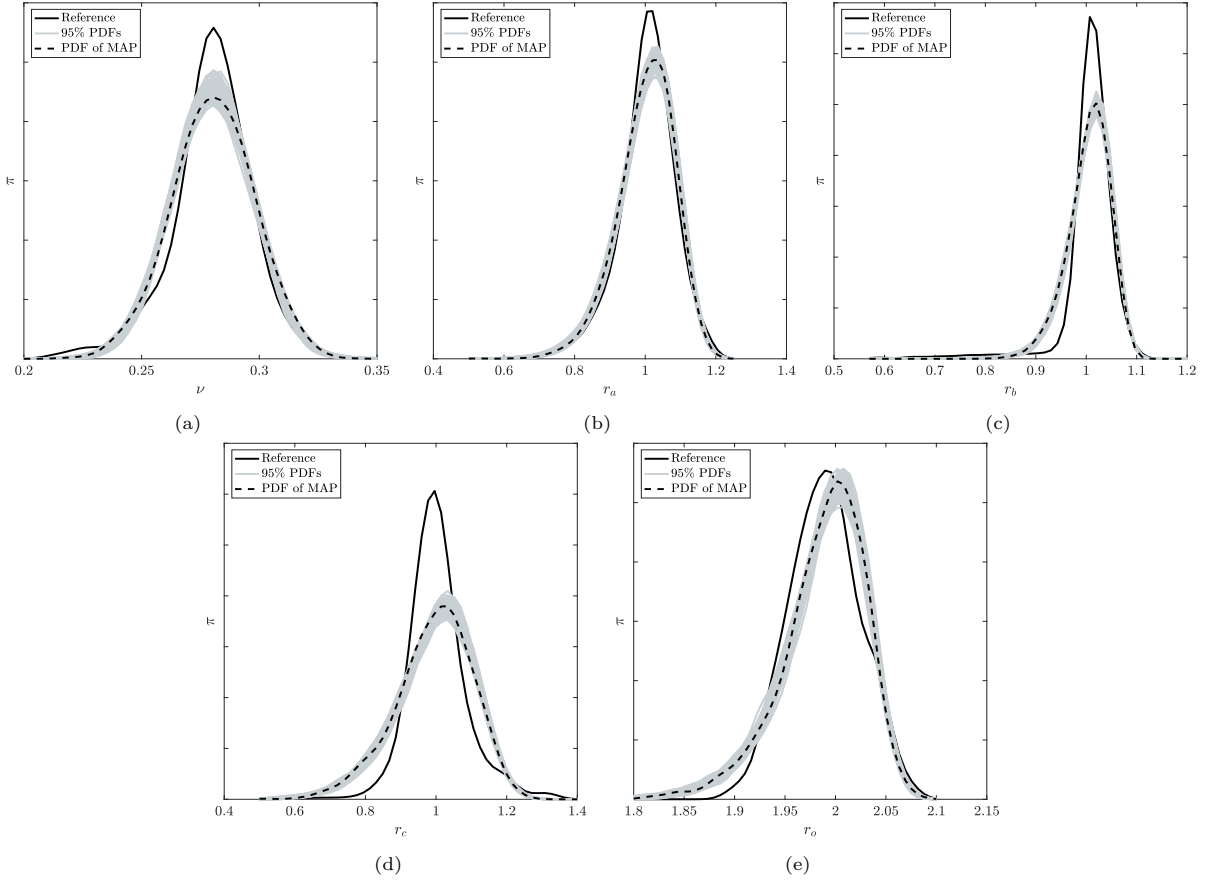 Reference
95% PDFs
PDF of MAP
π
0.2 0.25 0.3 0.35
ν
(a)
Reference
95% PDFs
PDF of MAP
π
0.4 0.6 0.8 1 1.2 1.4
r_a
(b)
Reference
95% PDFs
PDF of MAP
π
0.5 0.6 0.7 0.8 0.9 1 1.1 1.2
r_b
(c)
Reference
95% PDFs
PDF of MAP
π
0.4 0.6 0.8 1 1.2 1.4
r_c
(d)
Reference
95% PDFs
PDF of MAP
π
1.8 1.85 1.9 1.95 2 2.05 2.1 2.15
r_o
(e)